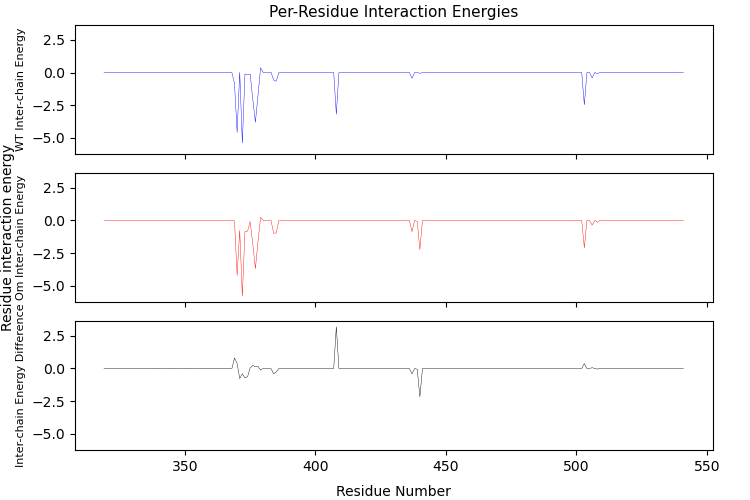 Per-Residue Interaction Energies
Residue interaction energy
WT Inter-chain Energy
2.5
0.0
−2.5
−5.0
Om Inter-chain Energy
2.5
0.0
−2.5
−5.0
Inter-chain Energy Difference
2.5
0.0
−2.5
−5.0
350
400
450
500
550
Residue Number